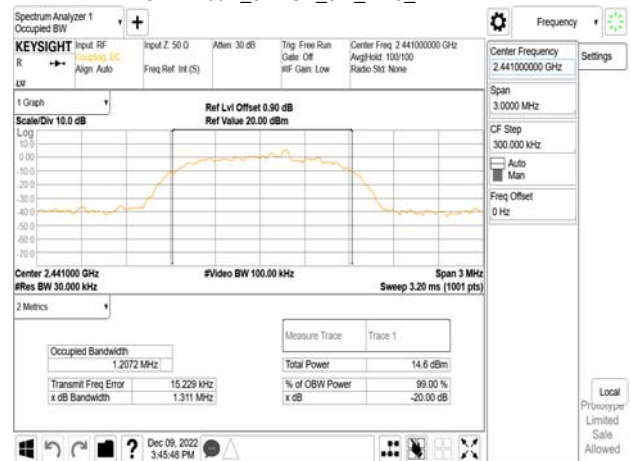 Spectrum Analyzer 1
Occupied BW
Frequency
KEYSIGHT
R
LXI
Input: RF
Coupling: DC
Align: Auto
Input Z: 50 Ω
Freq Ref: Int (S)
Atten: 30 dB
Trig: Free Run
Gate: Off
#IF Gain: Low
Center Freq: 2.441000000 GHz
Avg|Hold: 100/100
Radio Std: None
1 Graph
Scale/Div 10.0 dB
Ref Lvl Offset 0.90 dB
Ref Value 20.00 dBm
Log
10.0
0.00
-10.0
-20.0
-30.0
-40.0
-50.0
-60.0
-70.0
Center 2.441000 GHz
#Res BW 30.000 kHz
#Video BW 100.00 kHz
Span 3 MHz
Sweep 3.20 ms (1001 pts)
2 Metrics
Measure Trace
Trace 1
Occupied Bandwidth
1.2072 MHz
Total Power
14.6 dBm
Transmit Freq Error
15.229 kHz
% of OBW Power
99.00 %
x dB Bandwidth
1.311 MHz
x dB
-20.00 dB
Center Frequency
2.441000000 GHz
Settings
Span
3.0000 MHz
CF Step
300.000 kHz
Auto
Man
Freq Offset
0 Hz
Local
Prototype
Limited
Sale
Allowed
?
Dec 09, 2022
3:45:48 PM